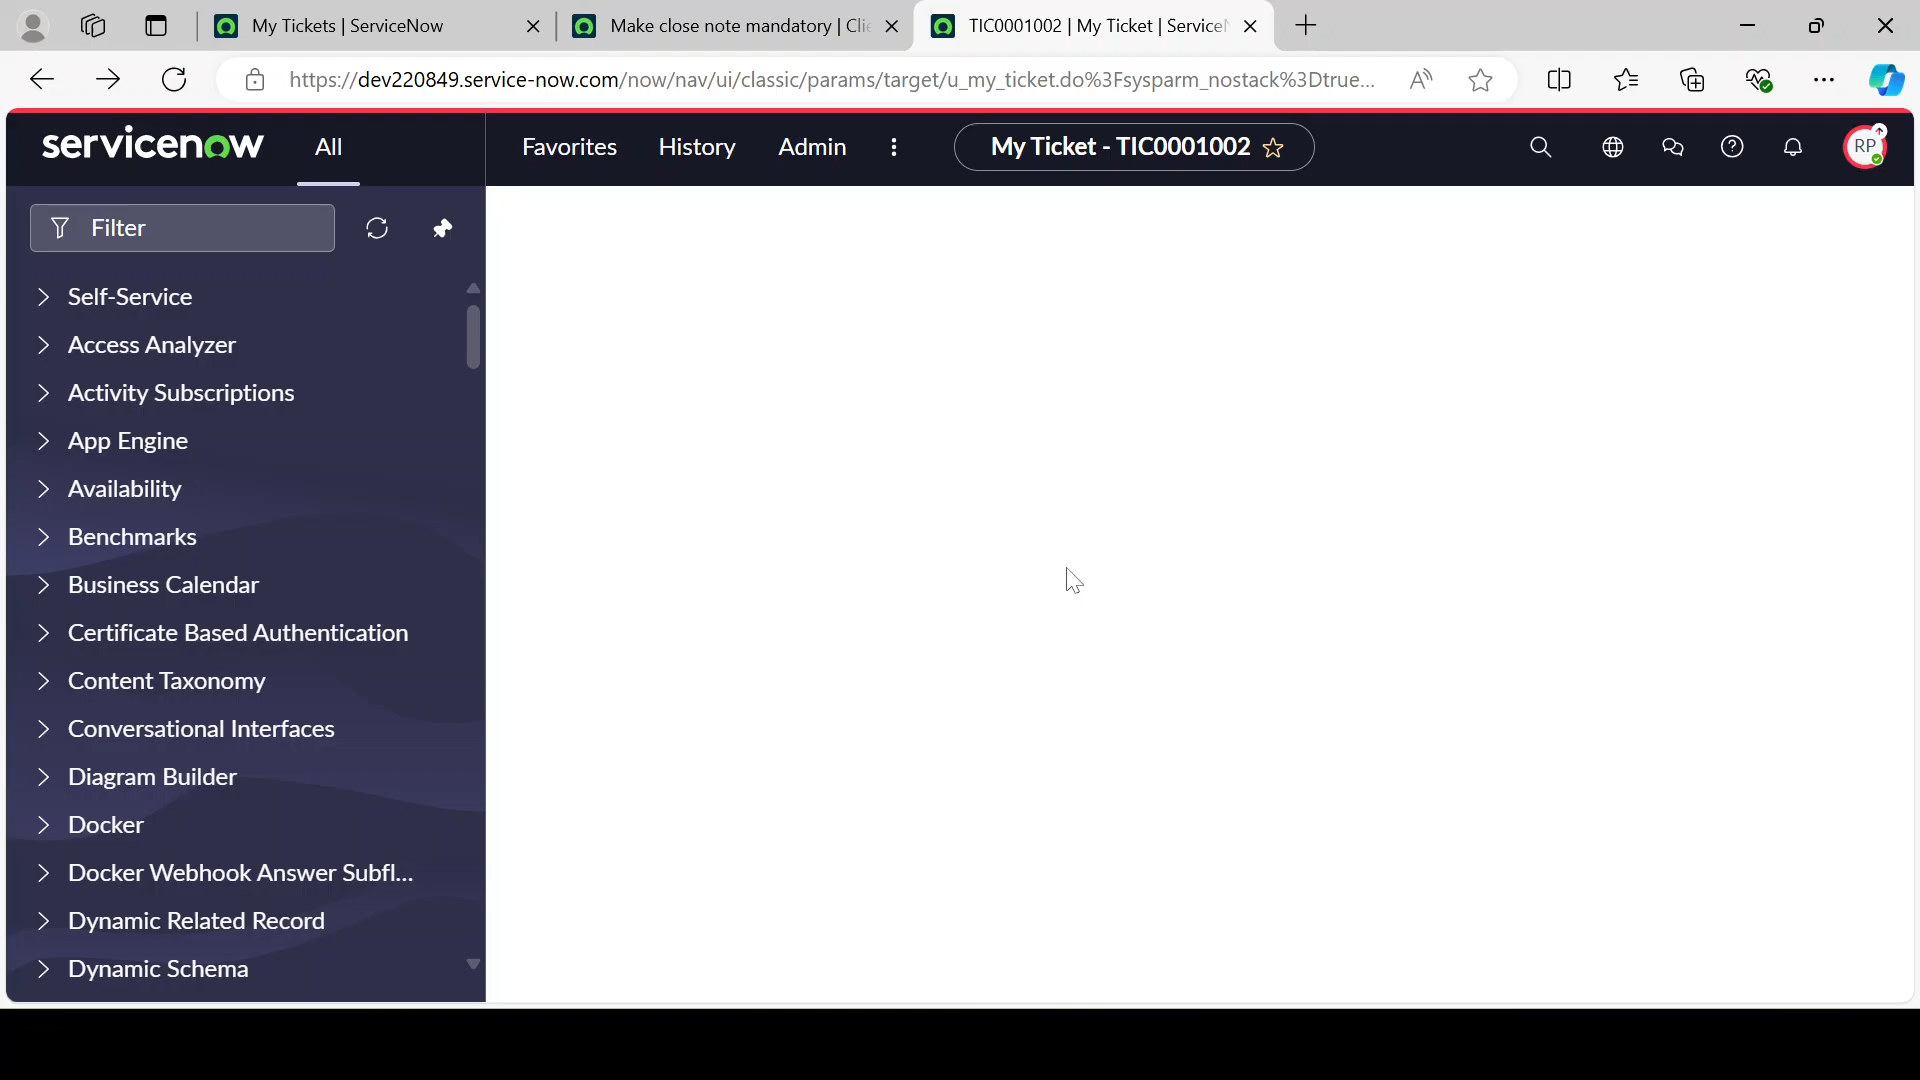 My Tickets | ServiceNow
Make close note mandatory | Clie
TIC0001002 | My Ticket | ServiceN
https://dev220849.service-now.com/now/nav/ui/classic/params/target/u_my_ticket.do%3Fsysparm_nostack%3Dtrue...
servicenow
All
Favorites
History
Admin
My Ticket - TIC0001002
RP
Filter
Self-Service
Access Analyzer
Activity Subscriptions
App Engine
Availability
Benchmarks
Business Calendar
Certificate Based Authentication
Content Taxonomy
Conversational Interfaces
Diagram Builder
Docker
Docker Webhook Answer Subfl...
Dynamic Related Record
Dynamic Schema